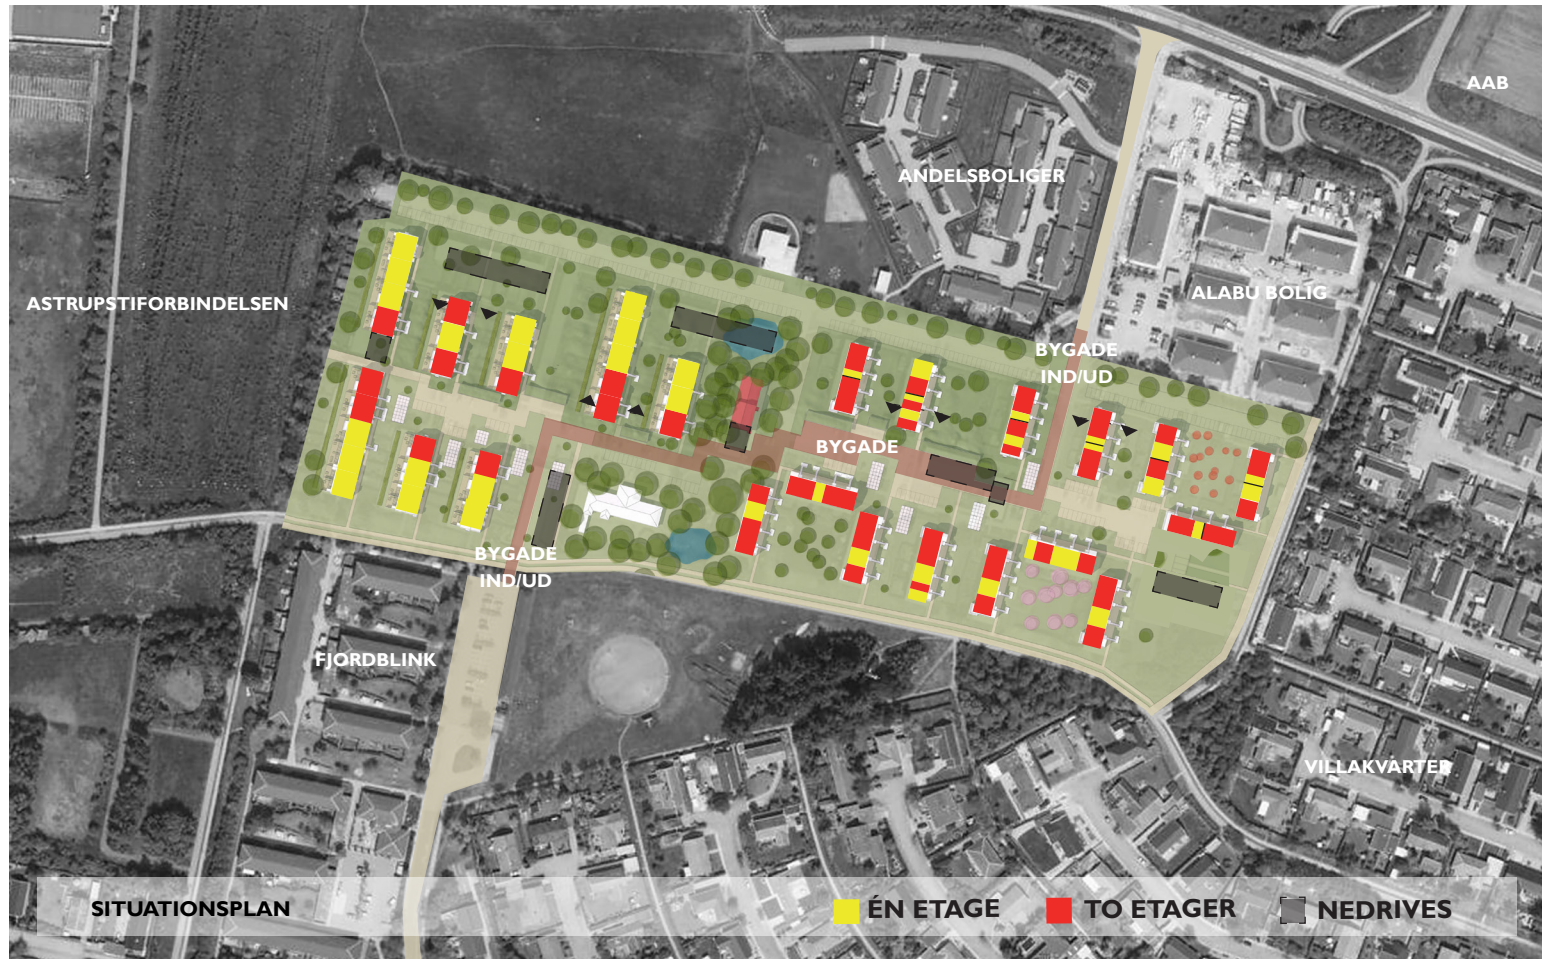 AAB
ANDELSBOLIGER
ALABU BOLIG
ASTRUPSTIFORBINDELSEN
BYGADE
IND/UD
BYGADE
BYGADE
IND/UD
FJORDBLINK
VILLAKVARTER
SITUATIONSPLAN
ÉN ETAGE
TO ETAGER
NEDRIVES